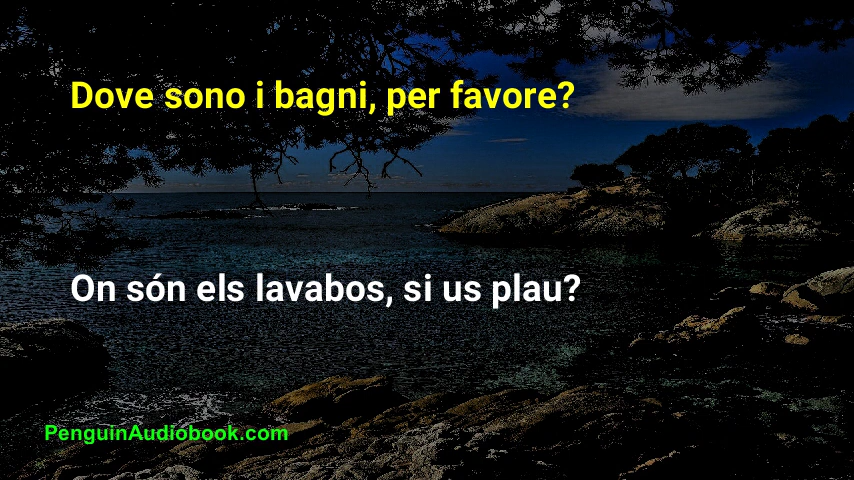 Dove sono i bagni, per favore?
On són els lavabos, si us plau?
PenguinAudiobook.com